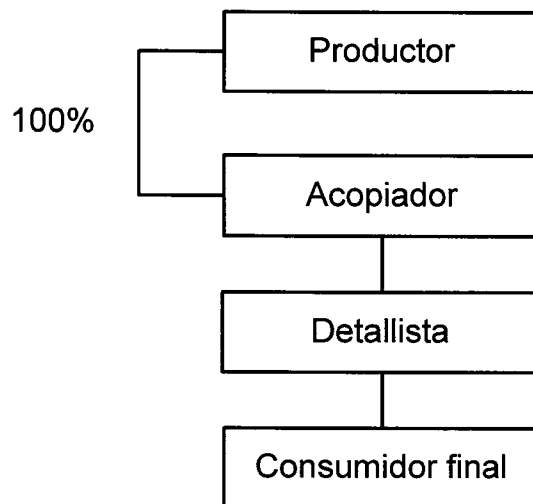 Productor
100%
Acopiador
Detallista
Consumidor final